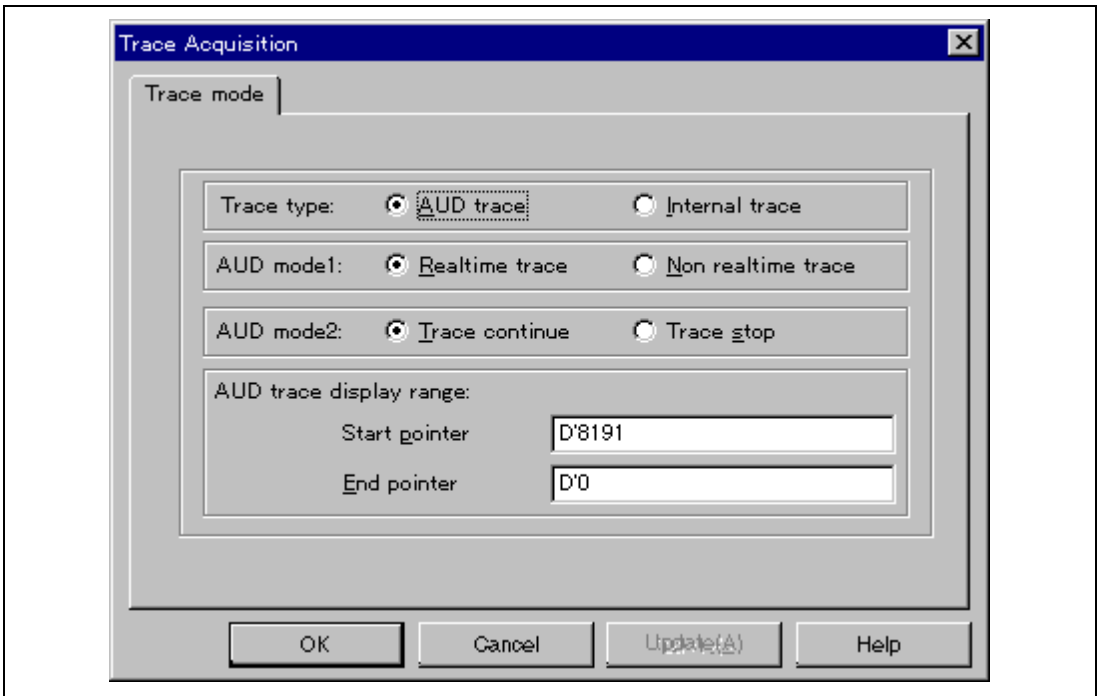 Trace Acquisition
Trace mode
Trace type: AUD trace Internal trace
AUD mode1: Realtime trace Non realtime trace
AUD mode2: Trace continue Trace stop
AUD trace display range:
Start pointer D'8191
End pointer D'0
OK Cancel Update(A) Help